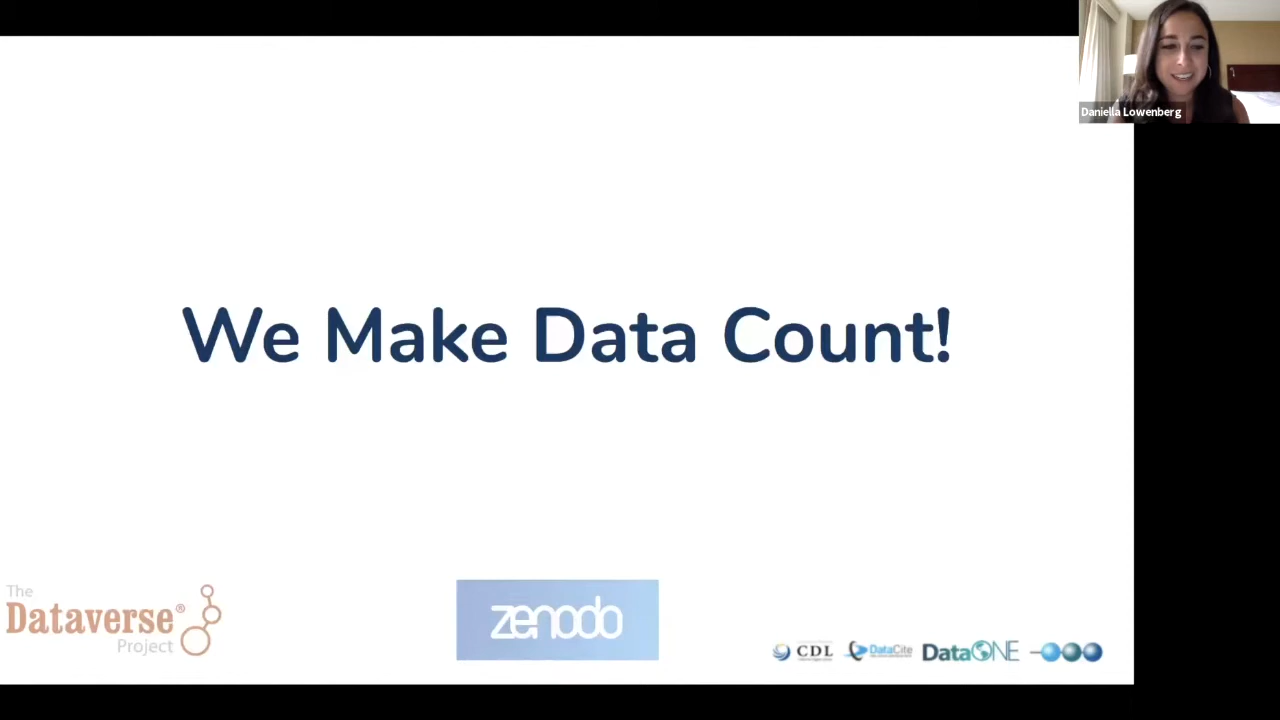 Daniella Lowenberg
We Make Data Count!
The
Dataverse®
Project
zenodo
CDL
DataCite
DataONE